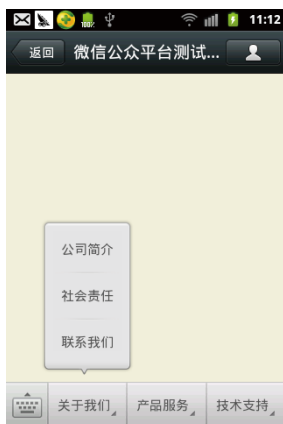 100%
11:12
返回 微信公众平台测试...
公司简介
社会责任
联系我们
关于我们 产品服务 技术支持